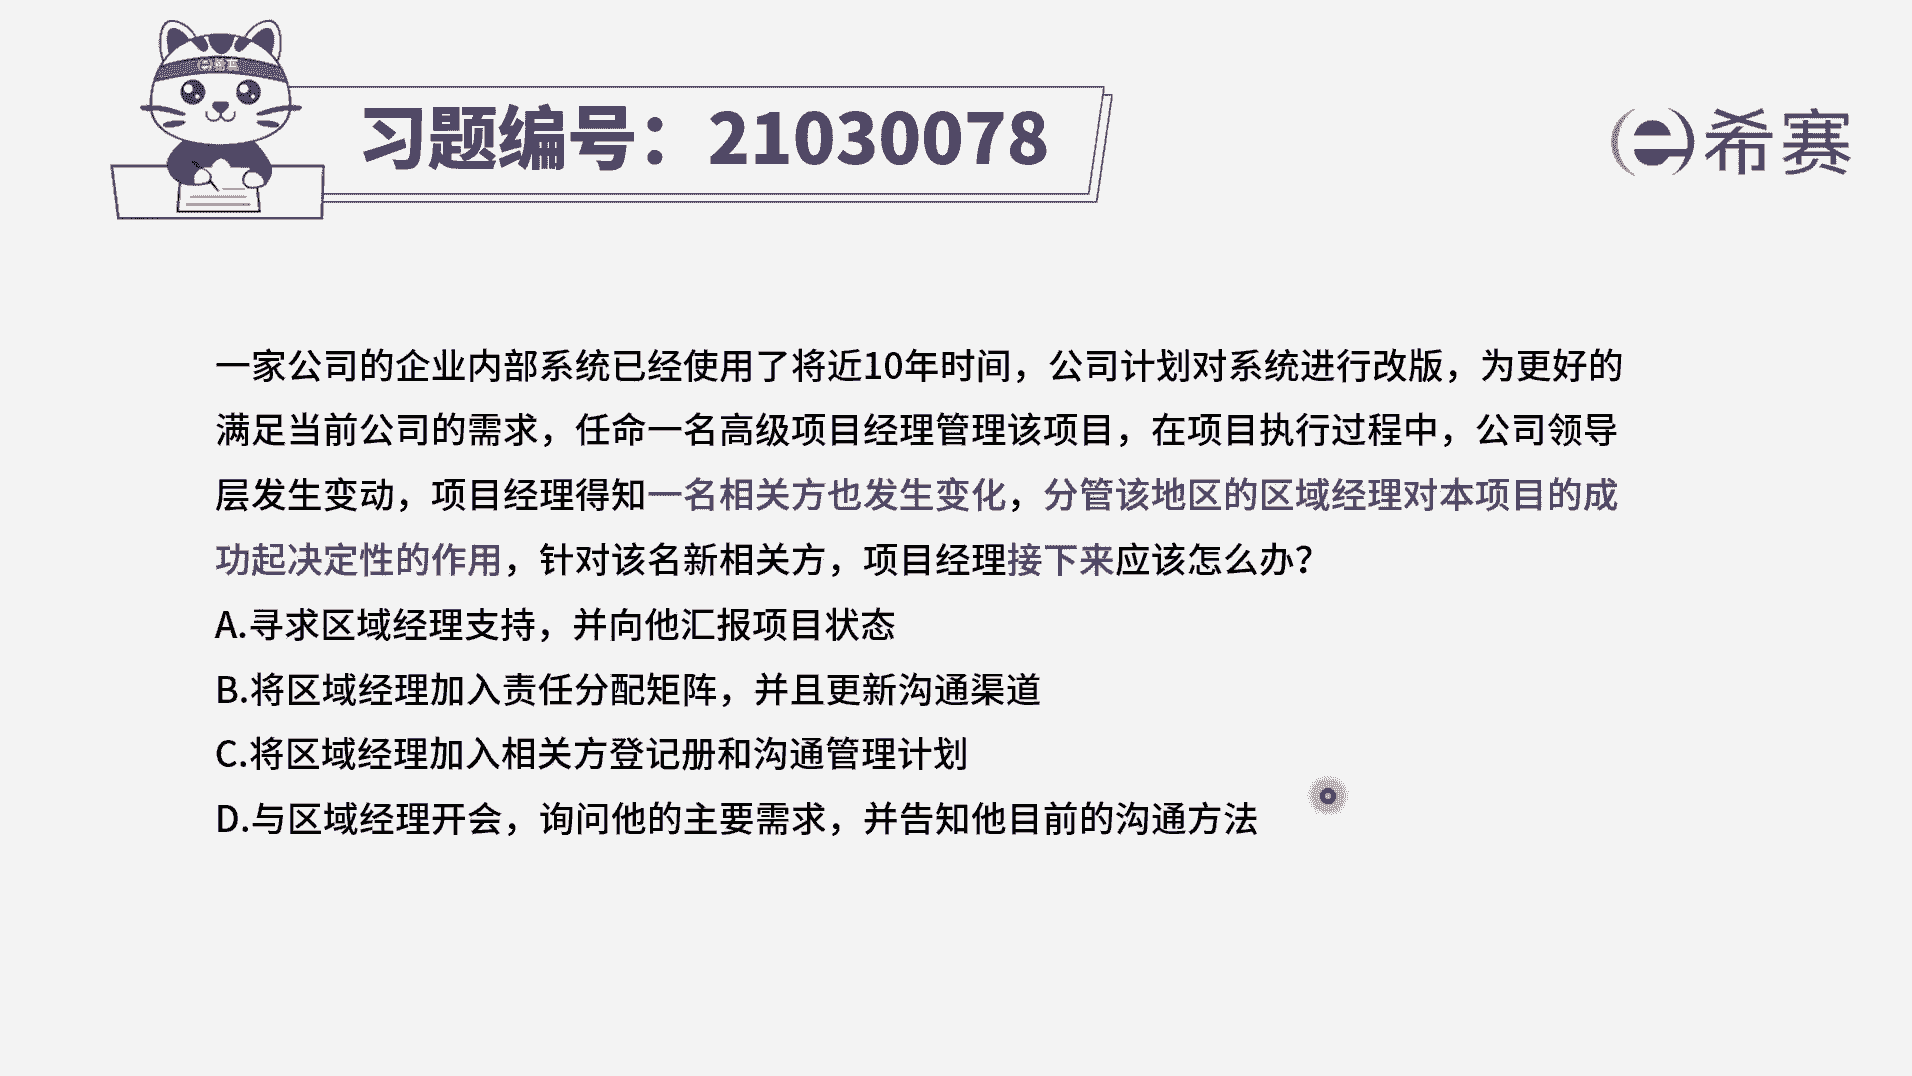 希赛
习题编号：21030078
希赛
一家公司的企业内部系统已经使用了将近10年时间，公司计划对系统进行改版，为更好的
满足当前公司的需求，任命一名高级项目经理管理该项目，在项目执行过程中，公司领导
层发生变动，项目经理得知一名相关方也发生变化，分管该地区的区域经理对本项目的成
功起决定性的作用，针对该名新相关方，项目经理接下来应该怎么办？
A.寻求区域经理支持，并向他汇报项目状态
B.将区域经理加入责任分配矩阵，并且更新沟通渠道
C.将区域经理加入相关方登记册和沟通管理计划
D.与区域经理开会，询问他的主要需求，并告知他目前的沟通方法